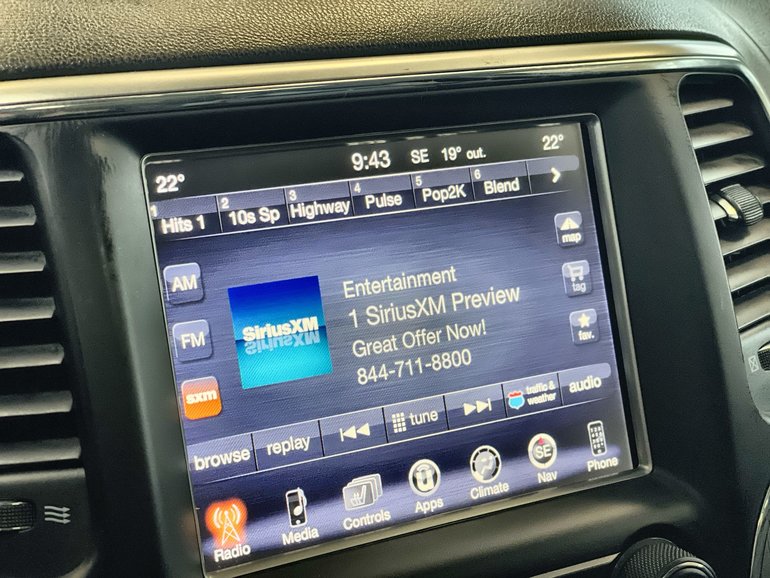 22° 9:43 SE 19° out. 22°
1 Hits 1 2 10s Sp 3 Highway 4 Pulse 5 Pop2K 6 Blend
map
AM
tag
FM
fav.
sxm
SiriusXM
Entertainment
1 SiriusXM Preview
Great Offer Now!
844-711-8800
browse replay tune traffic & weather audio
Radio Media Controls Apps Climate SE Nav Phone